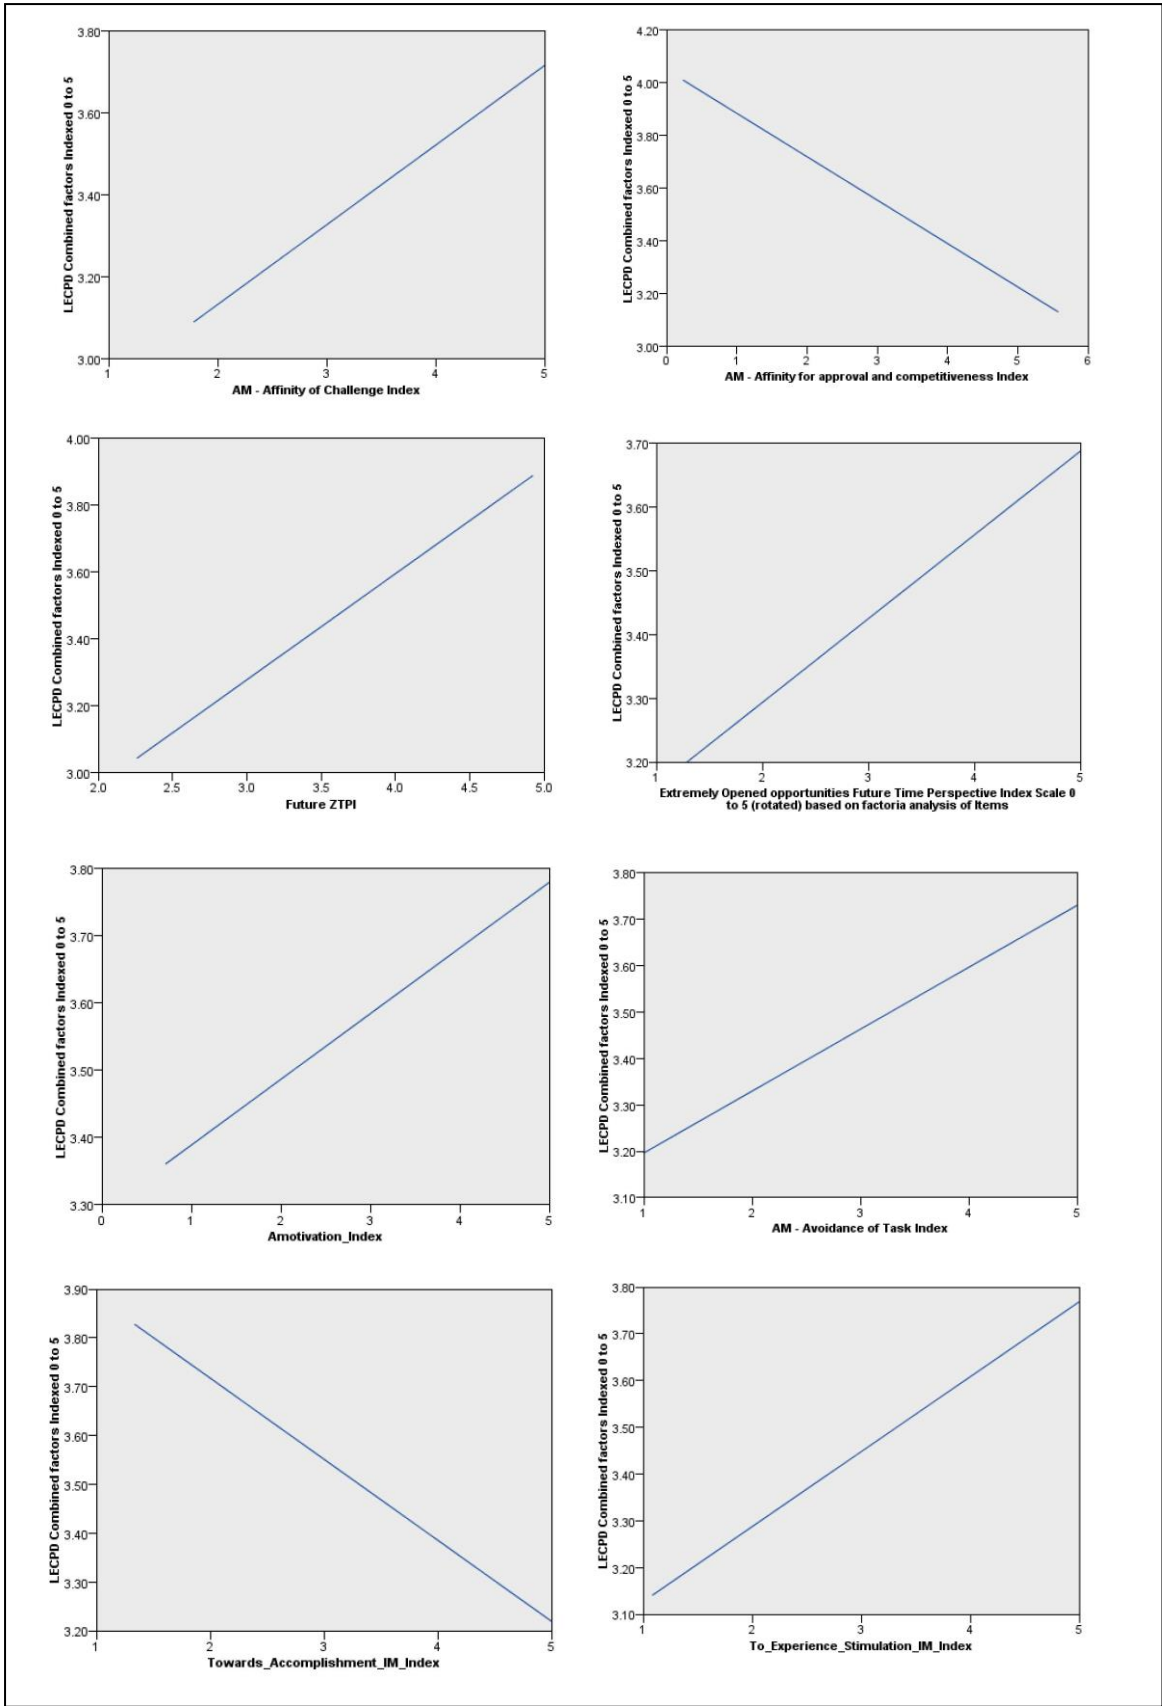 LECPD Combined factors Indexed 0 to 5
3.80
3.60
3.40
3.20
3.00
1 2 3 4 5
AM - Affinity of Challenge Index
LECPD Combined factors Indexed 0 to 5
4.20
4.00
3.80
3.60
3.40
3.20
3.00
0 1 2 3 4 5 6
AM - Affinity for approval and competitiveness Index
LECPD Combined factors Indexed 0 to 5
4.00
3.80
3.60
3.40
3.20
3.00
2.0 2.5 3.0 3.5 4.0 4.5 5.0
Future ZTPI
LECPD Combined factors Indexed 0 to 5
3.70
3.60
3.50
3.40
3.30
3.20
1 2 3 4 5
Extremely Opened opportunities Future Time Perspective Index Scale 0
to 5 (rotated) based on factoria analysis of Items
LECPD Combined factors Indexed 0 to 5
3.80
3.70
3.60
3.50
3.40
3.30
0 1 2 3 4 5
Amotivation_Index
LECPD Combined factors Indexed 0 to 5
3.80
3.70
3.60
3.50
3.40
3.30
3.20
3.10
1 2 3 4 5
AM - Avoidance of Task Index
LECPD Combined factors Indexed 0 to 5
3.90
3.80
3.70
3.60
3.50
3.40
3.30
3.20
1 2 3 4 5
Towards_Accomplishment_IM_Index
LECPD Combined factors Indexed 0 to 5
3.80
3.70
3.60
3.50
3.40
3.30
3.20
3.10
1 2 3 4 5
To_Experience_Stimulation_IM_Index